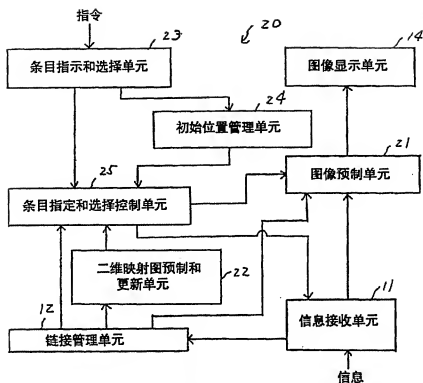 指令
23
20
14
条目指示和选择单元
图像显示单元
24
初始位置管理单元
21
图像预制单元
25
条目指定和选择控制单元
二维映射图预制和
更新单元
22
11
信息接收单元
12
链接管理单元
信息